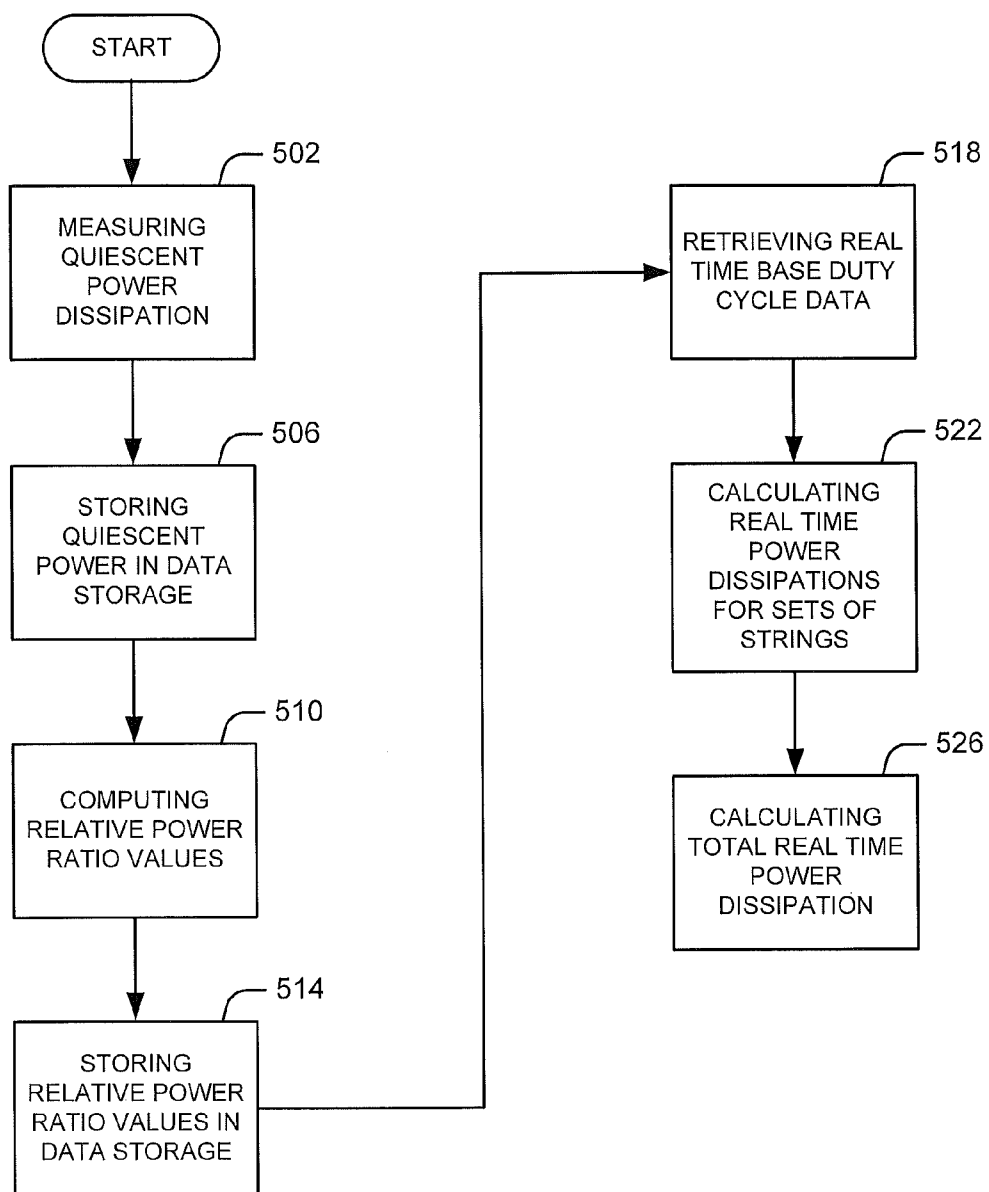 START
502
MEASURING
QUIESCENT
POWER
DISSIPATION
506
STORING
QUIESCENT
POWER IN DATA
STORAGE
510
COMPUTING
RELATIVE POWER
RATIO VALUES
514
STORING
RELATIVE POWER
RATIO VALUES IN
DATA STORAGE
518
RETRIEVING REAL
TIME BASE DUTY
CYCLE DATA
522
CALCULATING
REAL TIME
POWER
DISSIPATIONS
FOR SETS OF
STRINGS
526
CALCULATING
TOTAL REAL TIME
POWER
DISSIPATION